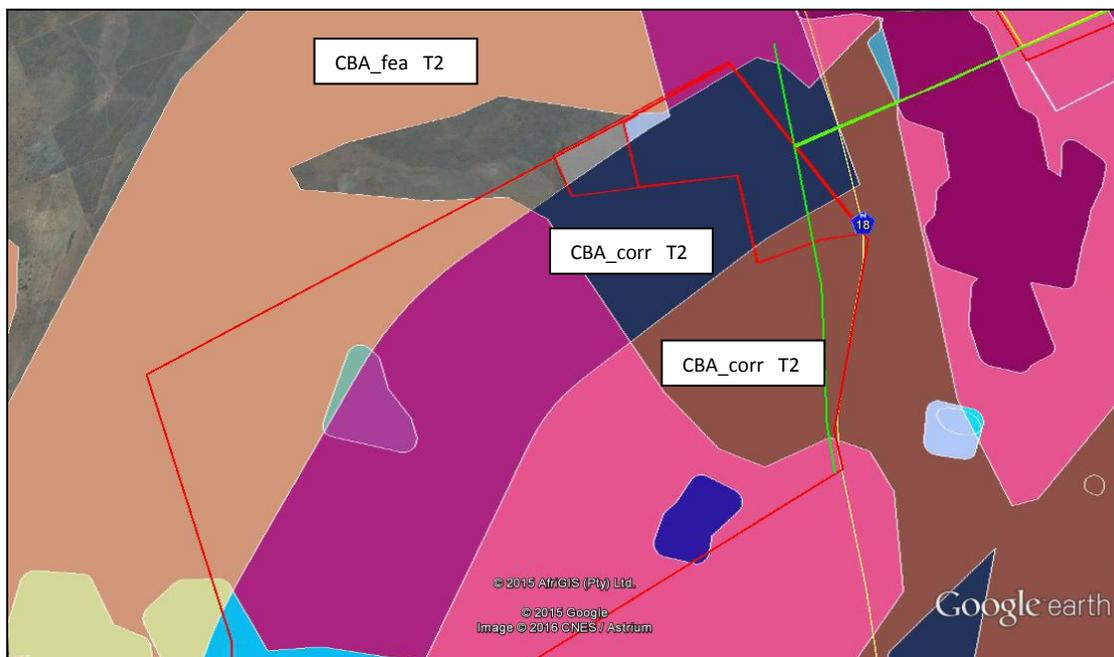 CBA_fea T2
N
18
CBA_corr T2
CBA_corr T2
© 2015 AfriGIS (Pty) Ltd.
© 2015 Google
Image © 2016 CNES / Astrium
Google earth